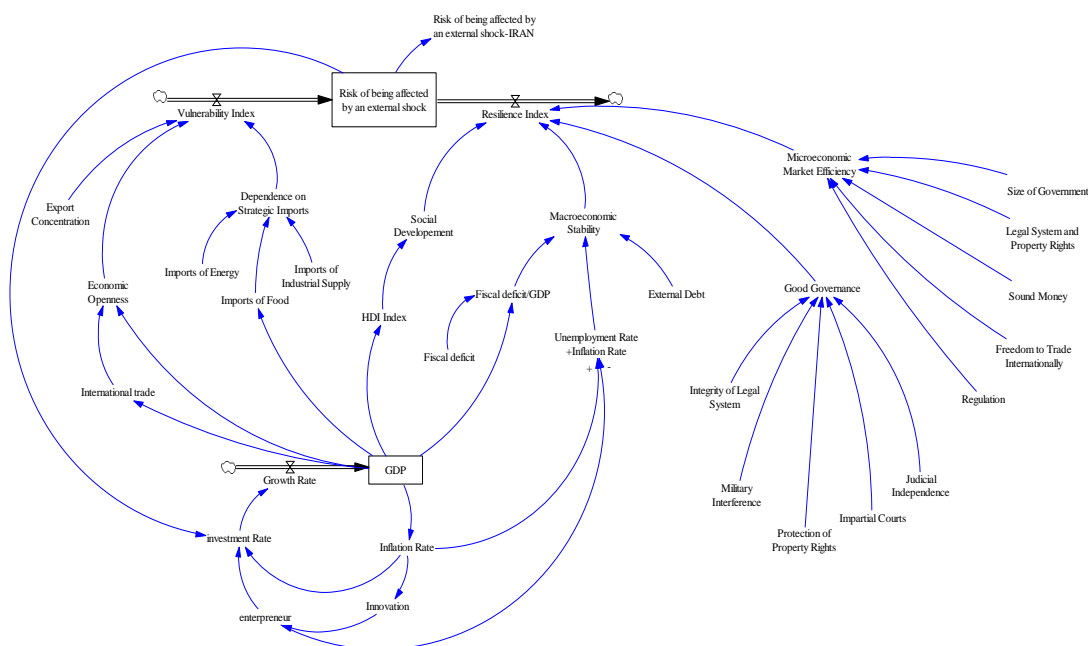 Risk of being affected by
an external shock-IRAN
Risk of being affected
by an external shock
Vulnerability Index
Resilience Index
Microeconomic
Market Efficiency
Size of Government
Export
Concentration
Dependence on
Strategic Imports
Social
Developement
Macroeconomic
Stability
Legal System and
Property Rights
Imports of Energy
Imports of
Industrial Supply
Economic
Openness
Imports of Food
HDI Index
Fiscal deficit/GDP
External Debt
Good Governance
Sound Money
Fiscal deficit
Unemployment Rate
+Inflation Rate
+ -
Freedom to Trade
Internationally
International trade
Integrity of Legal
System
Regulation
GDP
Growth Rate
Military
Interference
Judicial
Independence
Impartial Courts
Protection of
Property Rights
investment Rate
Inflation Rate
Innovation
enterpreneur